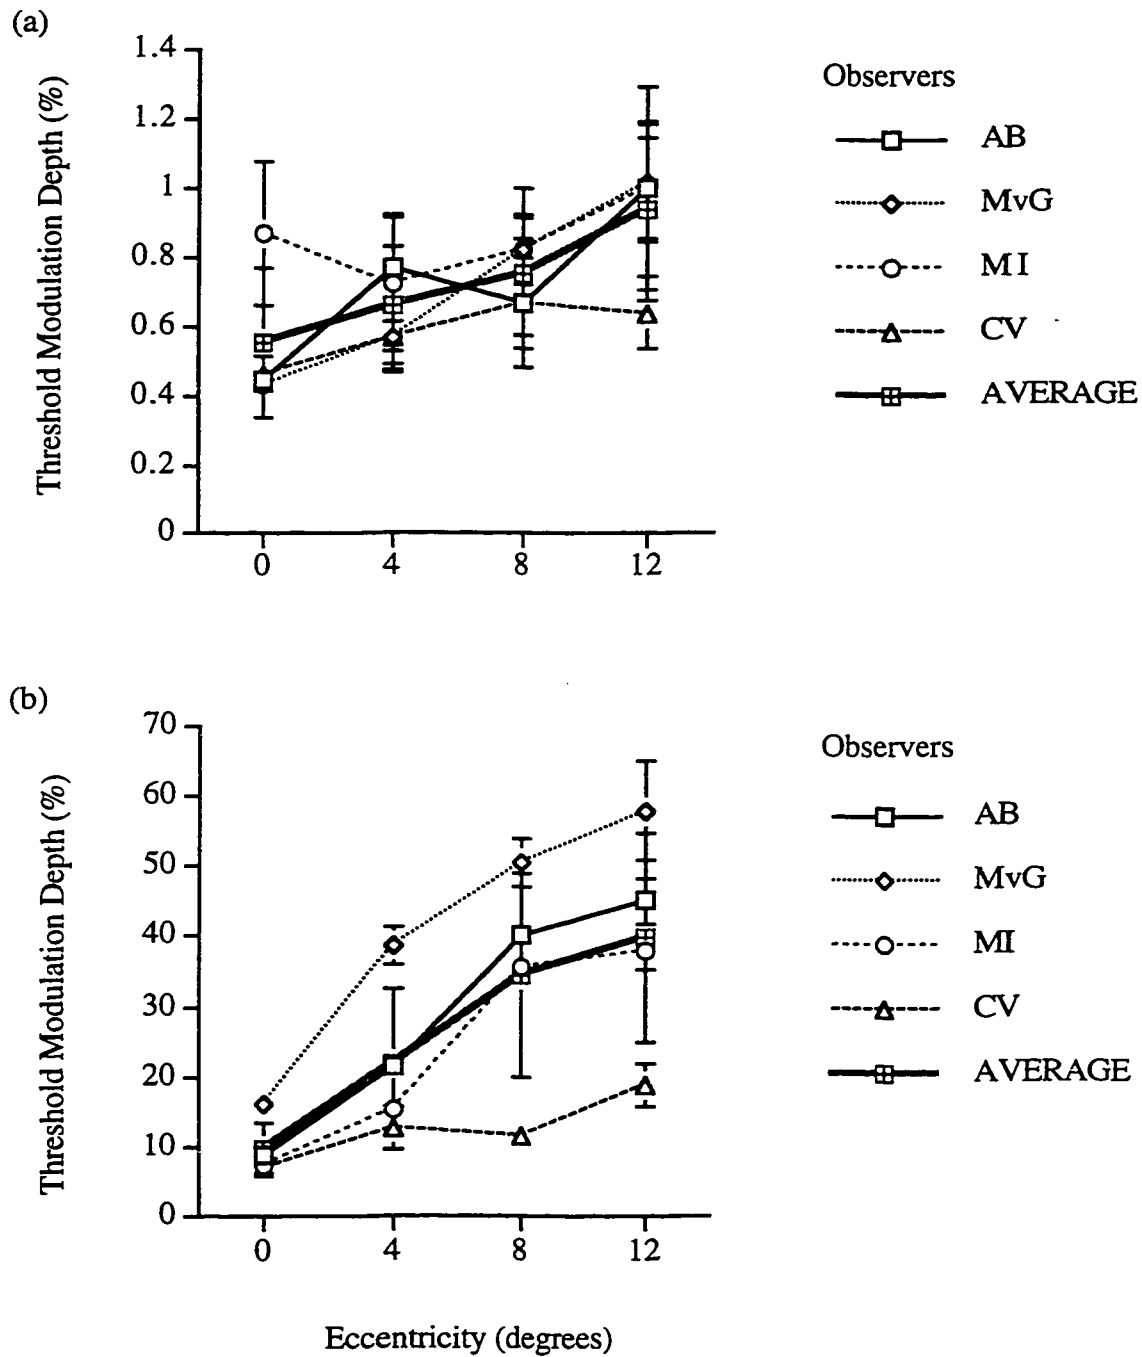 (a)
Threshold Modulation Depth (%)
1.4
1.2
1
0.8
0.6
0.4
0.2
0
0 4 8 12
Observers
AB
MvG
M I
CV
AVERAGE
(b)
Threshold Modulation Depth (%)
70
60
50
40
30
20
10
0
0 4 8 12
Eccentricity (degrees)
Observers
AB
MvG
MI
CV
AVERAGE